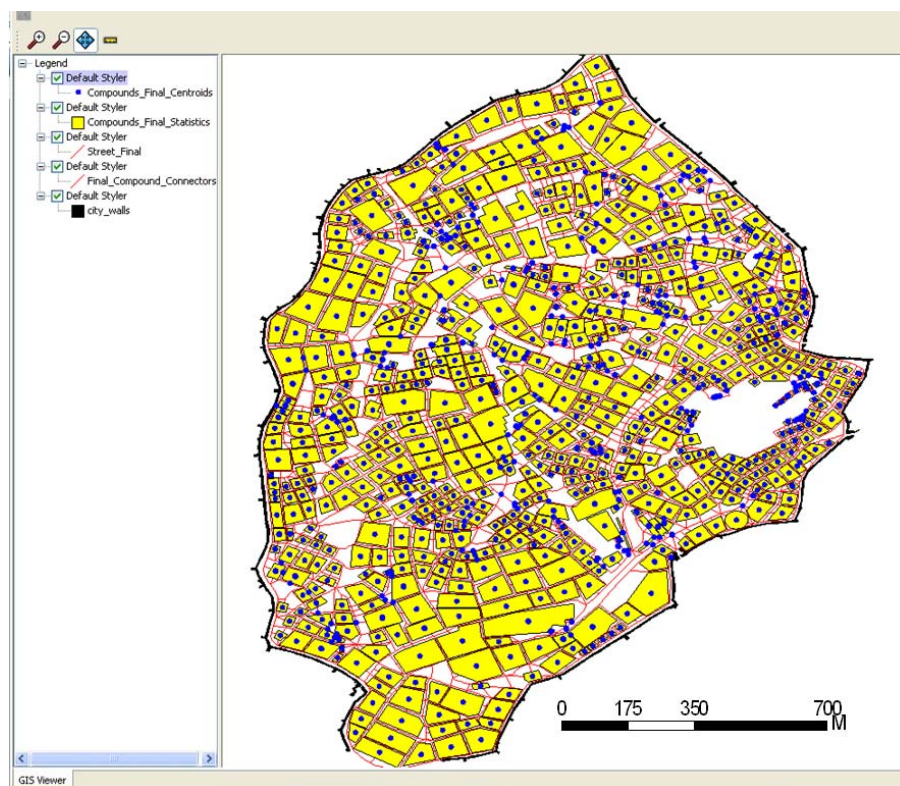 Legend
Default Styler
Compounds_Final_Centroids
Default Styler
Compounds_Final_Statistics
Default Styler
Street_Final
Default Styler
Final_Compound_Connectors
Default Styler
city_walls
0 175 350 700
M
GIS Viewer